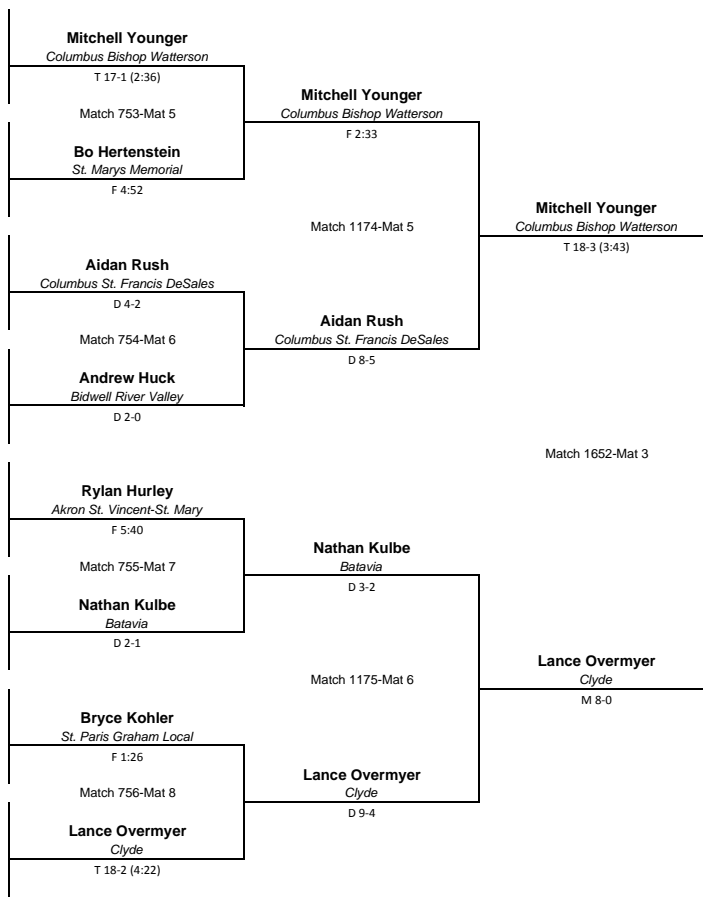 Mitchell Younger
Columbus Bishop Watterson
T 17-1 (2:36)
Match 753-Mat 5
Bo Hertenstein
St. Marys Memorial
F 4:52
Aidan Rush
Columbus St. Francis DeSales
D 4-2
Match 754-Mat 6
Andrew Huck
Bidwell River Valley
D 2-0
Rylan Hurley
Akron St. Vincent-St. Mary
F 5:40
Match 755-Mat 7
Nathan Kulbe
Batavia
D 2-1
Bryce Kohler
St. Paris Graham Local
F 1:26
Match 756-Mat 8
Lance Overmyer
Clyde
T 18-2 (4:22)
Mitchell Younger
Columbus Bishop Watterson
F 2:33
Match 1174-Mat 5
Aidan Rush
Columbus St. Francis DeSales
D 8-5
Nathan Kulbe
Batavia
D 3-2
Match 1175-Mat 6
Lance Overmyer
Clyde
D 9-4
Mitchell Younger
Columbus Bishop Watterson
T 18-3 (3:43)
Match 1652-Mat 3
Lance Overmyer
Clyde
M 8-0